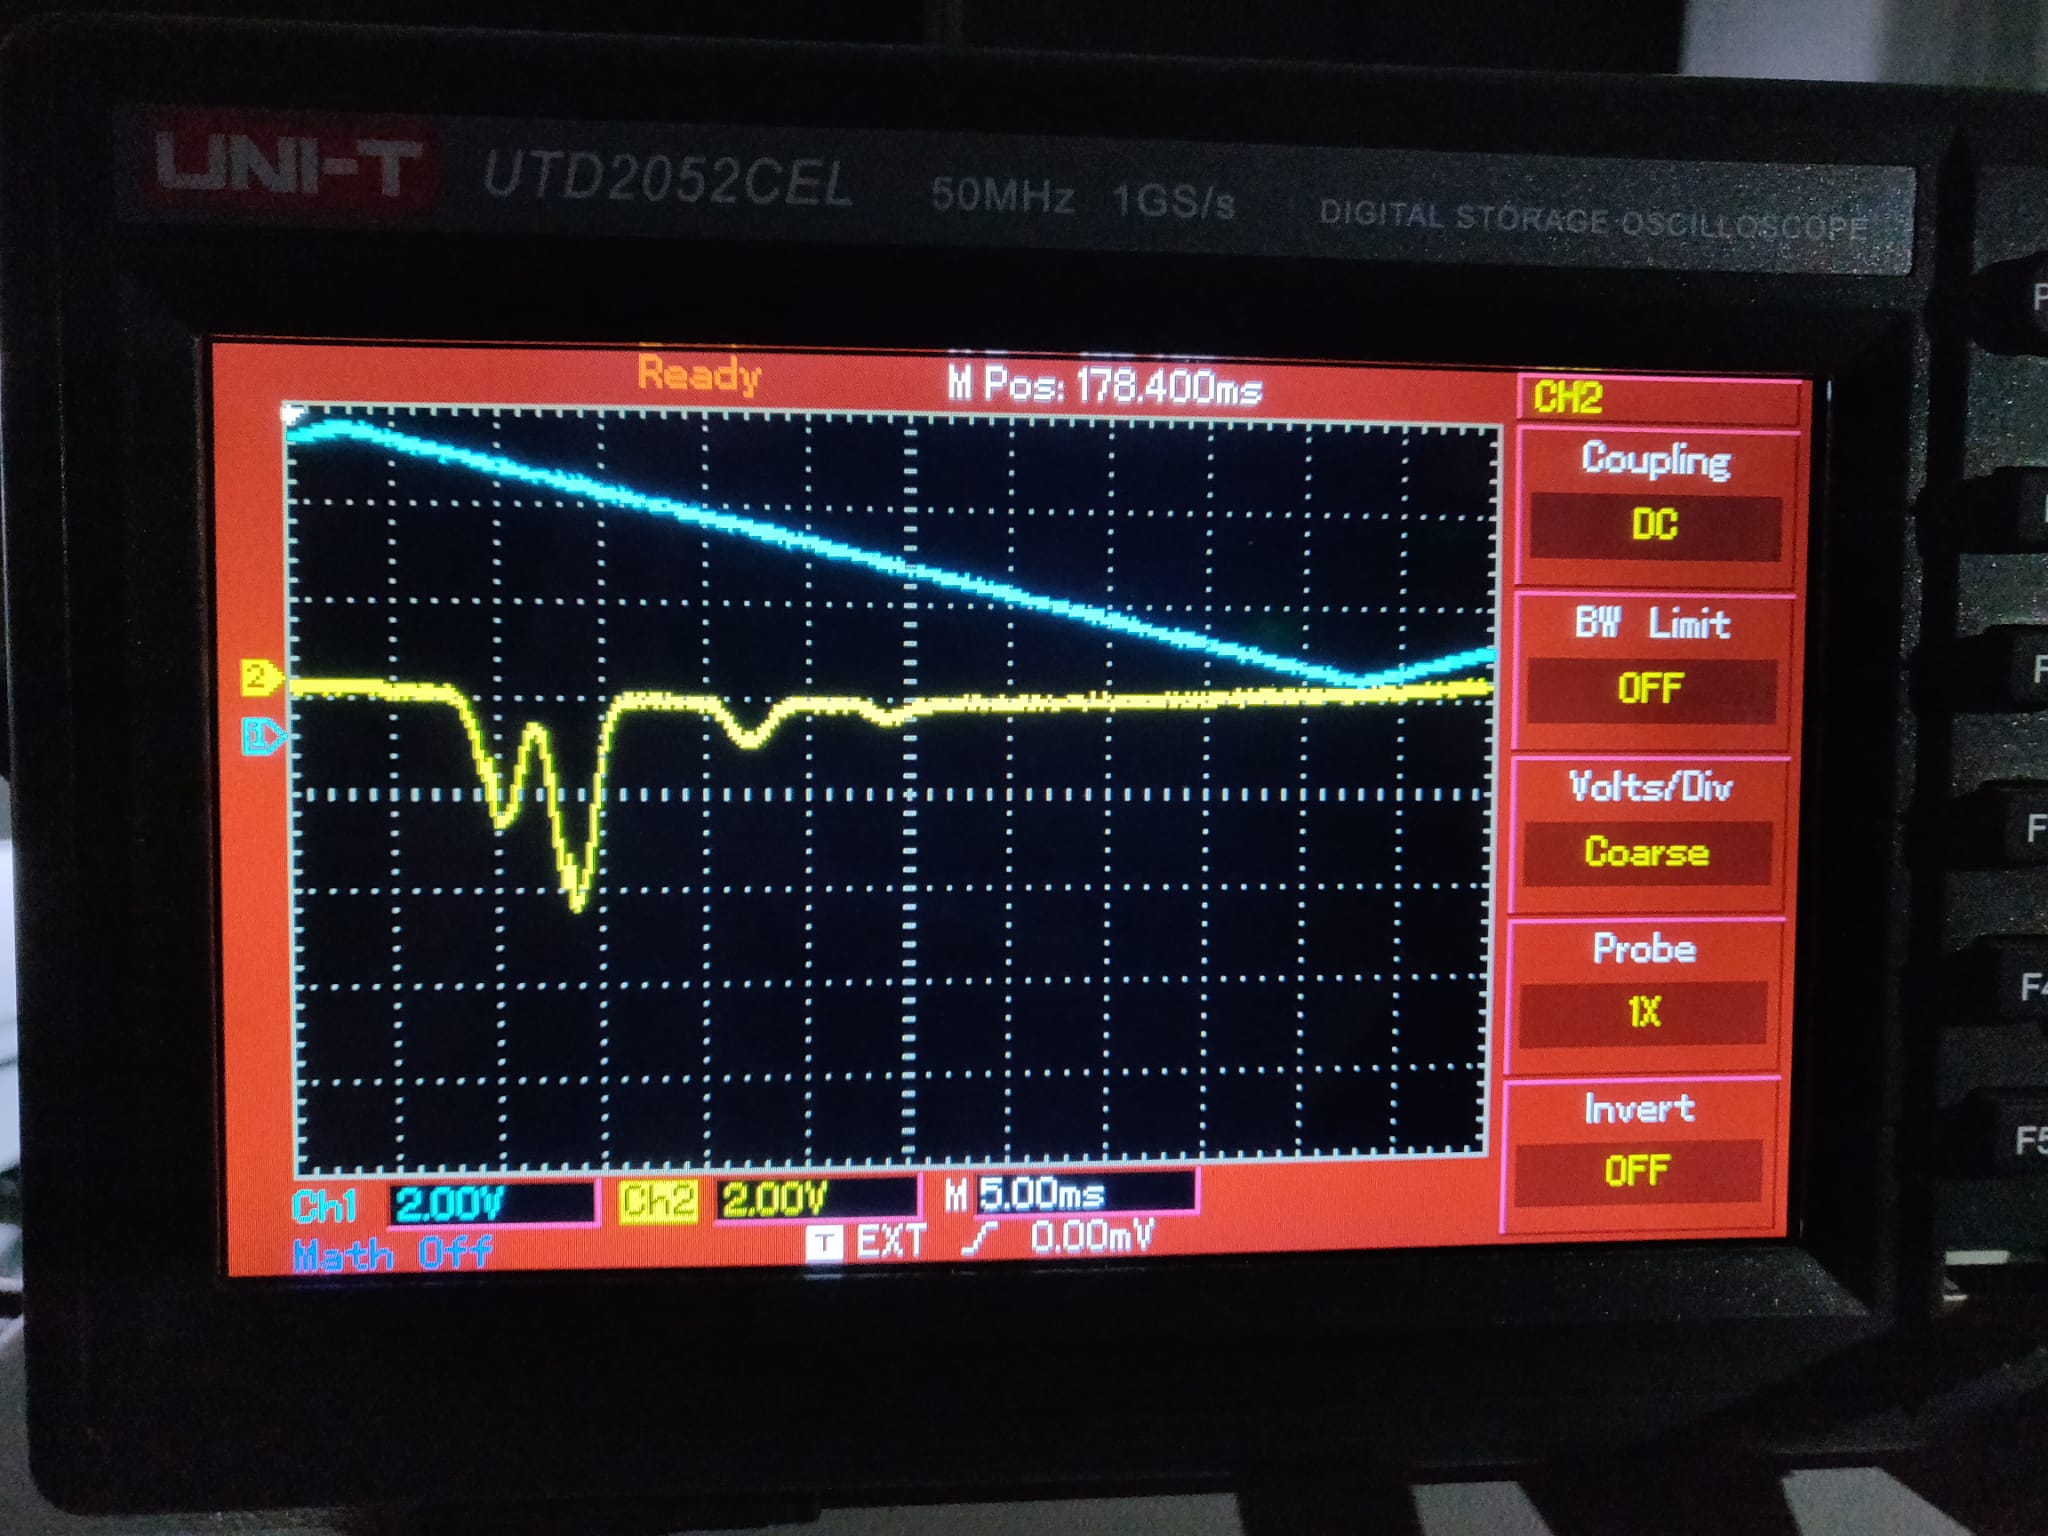 UNI-T UTD2052CEL 50MHz 1GS/s DIGITAL STORAGE OSCILLOSCOPE
Ready M Pos: 178.400ms
CH2
Coupling
DC
BW Limit
OFF
Volts/Div
Coarse
Probe
1X
Invert
OFF
2
1
Ch1 2.00V Ch2 2.00V M 5.00ms
Math Off T EXT 0.00mV
F4
F5